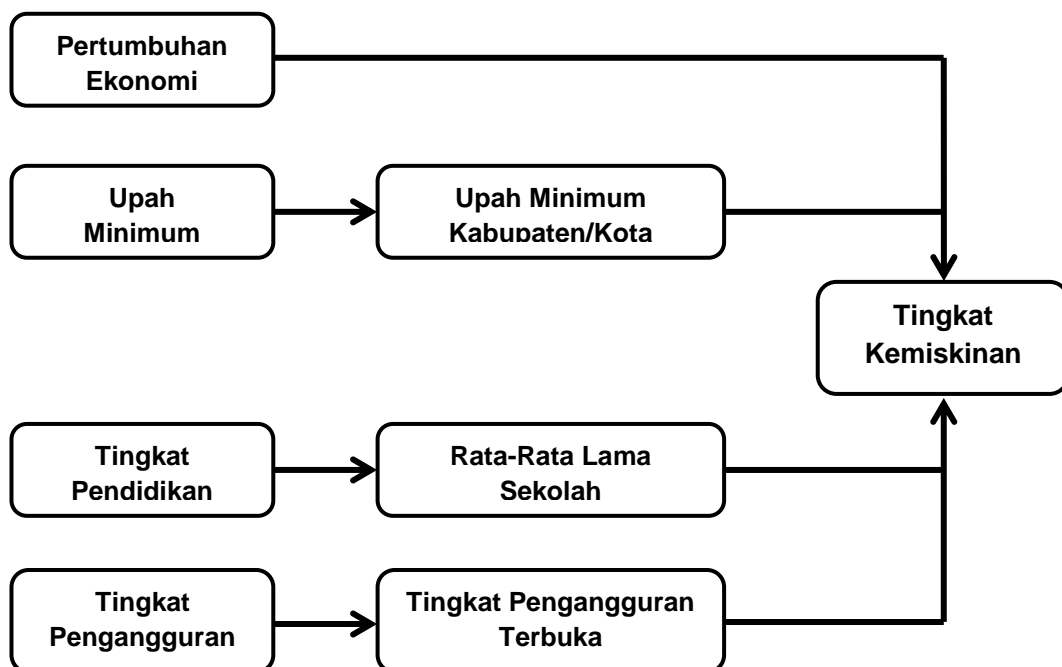 Pertumbuhan
Ekonomi
Upah
Minimum
Upah Minimum
Kabupaten/Kota
Tingkat
Kemiskinan
Tingkat
Pendidikan
Rata-Rata Lama
Sekolah
Tingkat
Pengangguran
Tingkat Pengangguran
Terbuka